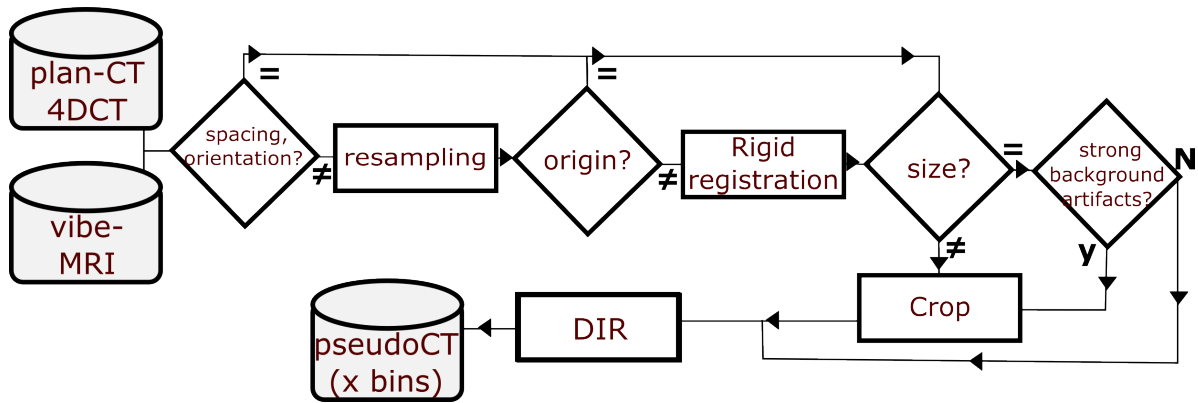 plan-CT
4DCT
vibe-
MRI
spacing,
orientation?
=
≠
resampling
origin?
=
≠
Rigid
registration
size?
=
≠
strong
background
artifacts?
N
y
Crop
DIR
pseudoCT
(x bins)